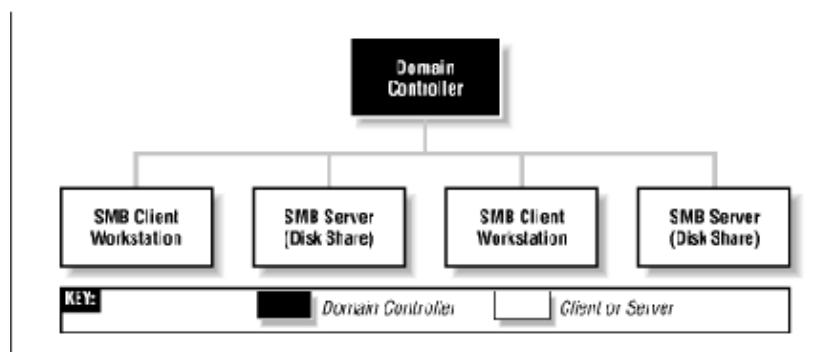 Domain
Controller
SMB Client
Workstation
SMB Server
(Disk Share)
SMB Client
Workstation
SMB Server
(Disk Share)
KEY:
Domain Controller
Client or Server